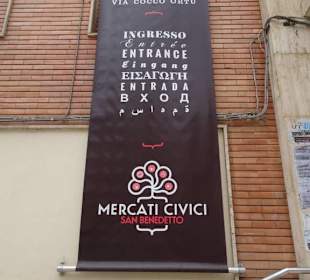 VIA COCCO ORTU
INGRESSO
Entrée
ENTRANCE
Eingang
ΕΙΣΑΓΩΓΗ
ENTRADA
ВХОД
MERCATI CIVICI
SAN BENEDETTO